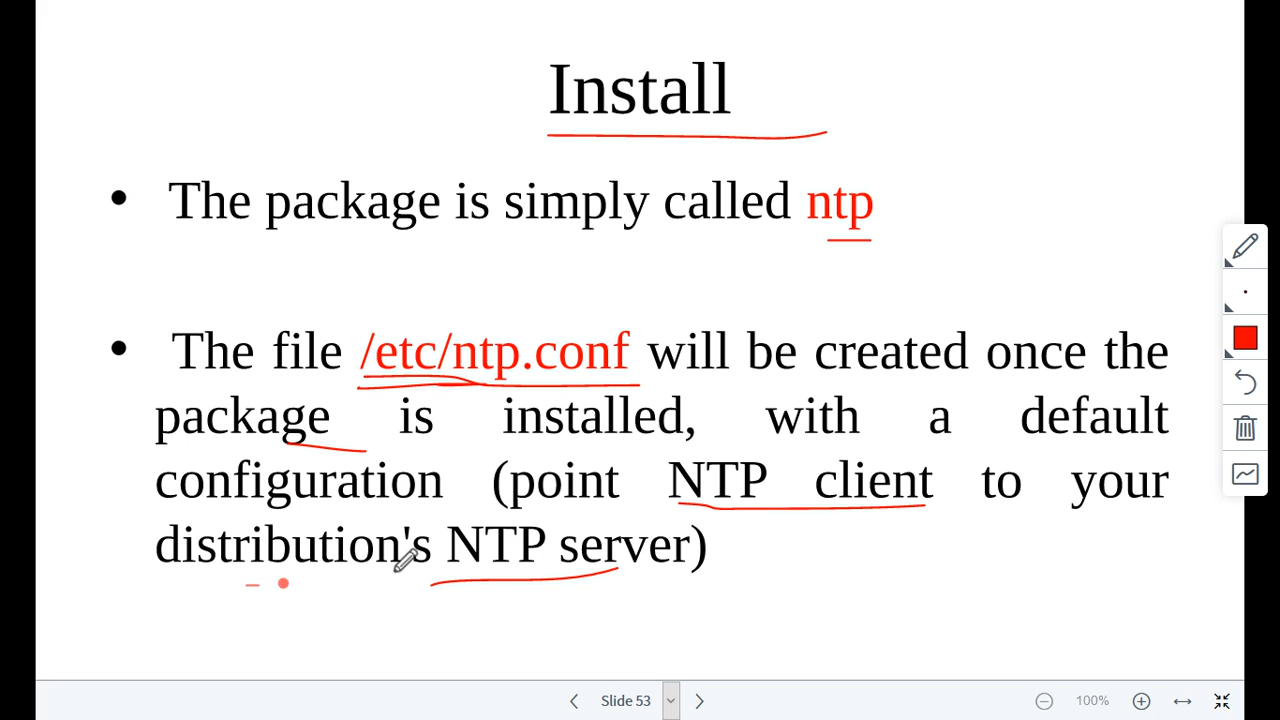 Install
• The package is simply called ntp
• The file /etc/ntp.conf will be created once the
package is installed, with a default
configuration (point NTP client to your
distribution's NTP server)
Slide 53
100%